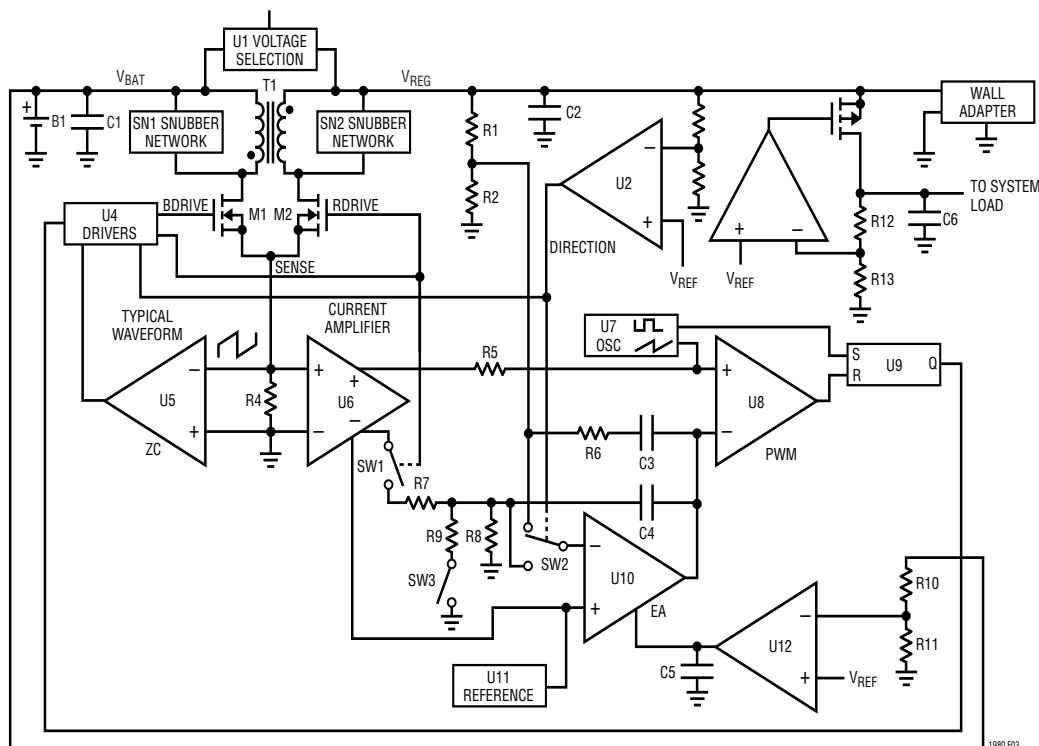 U1 VOLTAGE
SELECTION
VBAT
T1
VREG
WALL
ADAPTER
+
B1
C1
SN1 SNUBBER
NETWORK
SN2 SNUBBER
NETWORK
R1
C2
R2
U2
−
+
DIRECTION
VREF
+
−
VREF
TO SYSTEM
LOAD
R12
C6
R13
U4
DRIVERS
BDRIVE
M1
M2
RDRIVE
SENSE
TYPICAL
WAVEFORM
CURRENT
AMPLIFIER
U5
−
+
ZC
R4
U6
+
−
+
−
R5
U7
OSC
U8
+
−
PWM
S
R
U9
Q
SW1
R7
R6
C3
C4
R9
R8
SW3
SW2
U10
−
+
EA
U11
REFERENCE
C5
U12
−
+
VREF
R10
R11
1980 F03